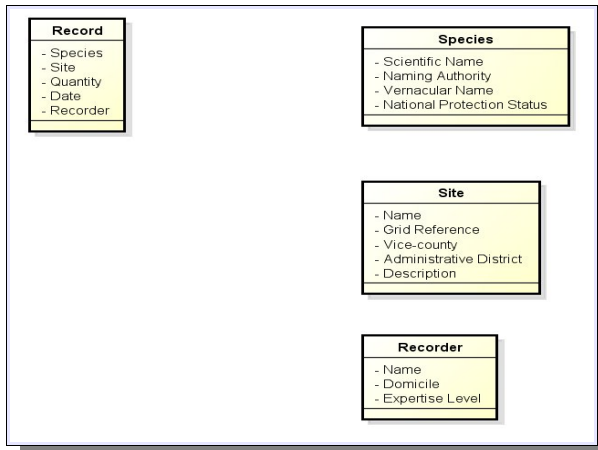 Record
- Species
- Site
- Quantity
- Date
- Recorder
Species
- Scientific Name
- Naming Authority
- Vernacular Name
- National Protection Status
Site
- Name
- Grid Reference
- Vice-county
- Administrative District
- Description
Recorder
- Name
- Domicile
- Expertise Level